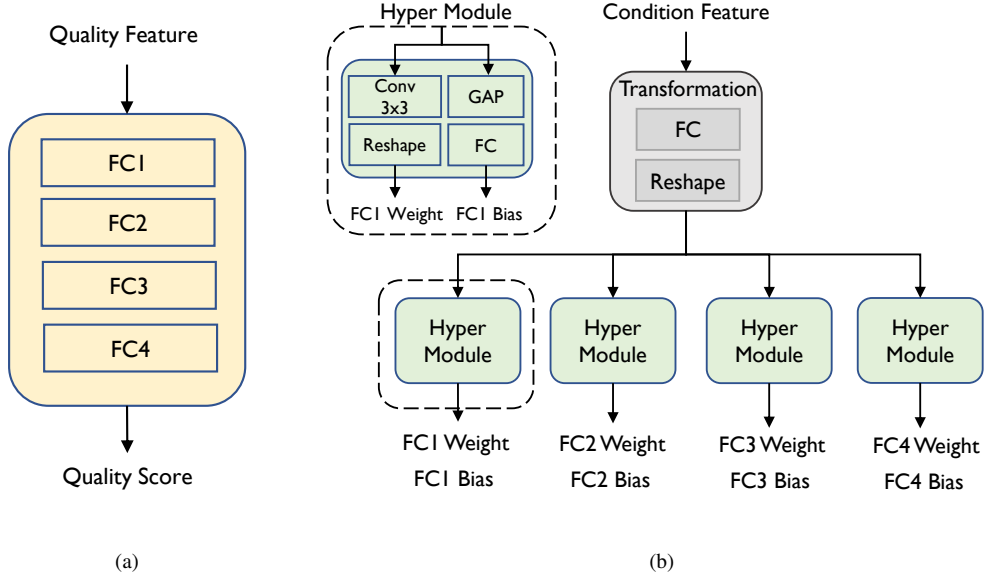 Quality Feature
FC1
FC2
FC3
FC4
Quality Score
(a)
Hyper Module
Conv
3x3
GAP
Reshape
FC
FC1 Weight
FC1 Bias
Condition Feature
Transformation
FC
Reshape
Hyper
Module
Hyper
Module
Hyper
Module
Hyper
Module
FC1 Weight
FC1 Bias
FC2 Weight
FC2 Bias
FC3 Weight
FC3 Bias
FC4 Weight
FC4 Bias
(b)